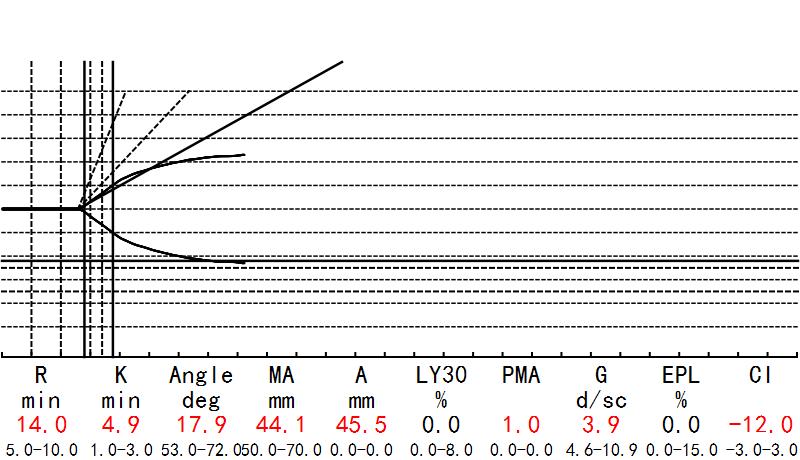 R K Angle MA A LY30 PMA G EPL CI
min min deg mm mm % d/sc %
14.0 4.9 17.9 44.1 45.5 0.0 1.0 3.9 0.0 -12.0
5.0-10.0 1.0-3.0 53.0-72.0 50.0-70.0 0.0-0.0 0.0-8.0 0.0-0.0 4.6-10.9 0.0-15.0 -3.0-3.0